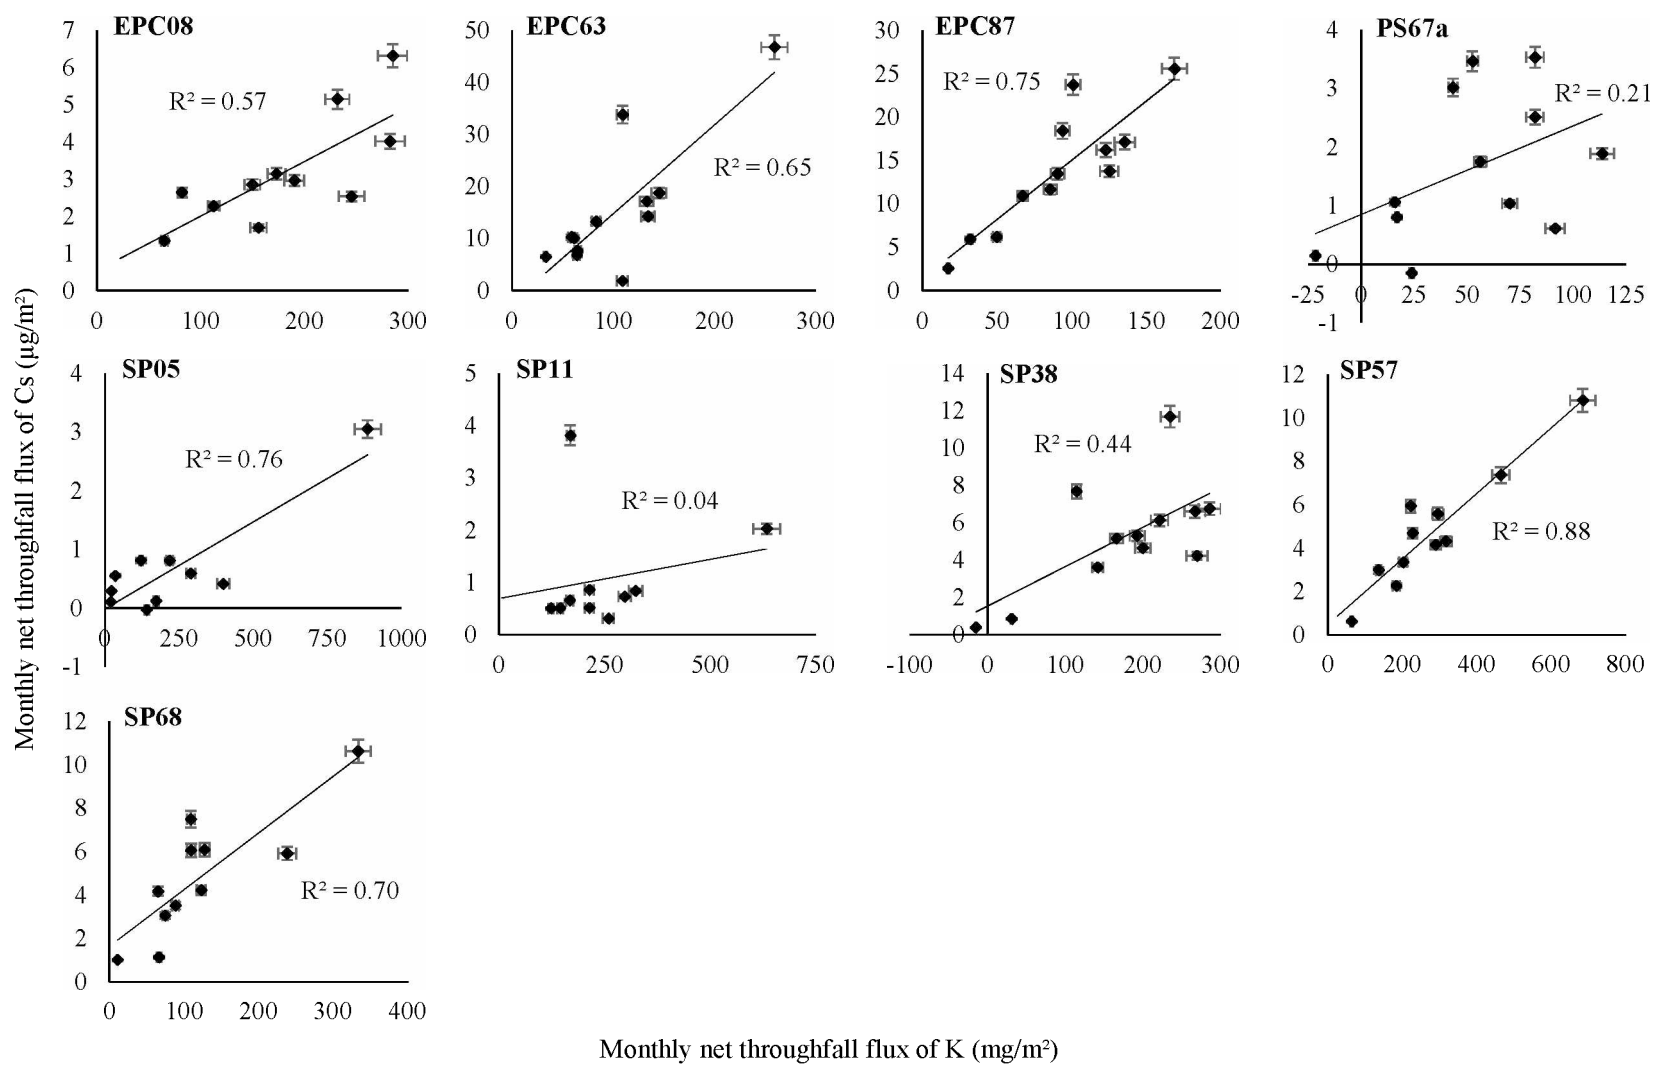 EPC08
7
6
5
4
3
2
1
0
R² = 0.57
0 100 200 300
EPC63
50
40
30
20
10
0
R² = 0.65
0 100 200 300
EPC87
30
25
20
15
10
5
0
R² = 0.75
0 50 100 150 200
PS67a
4
3
2
1
0
-1
R² = 0.21
-25 0 25 50 75 100 125
SP05
4
3
2
1
0
-1
R² = 0.76
0 250 500 750 1000
SP11
5
4
3
2
1
0
R² = 0.04
0 250 500 750
SP38
14
12
10
8
6
4
2
0
R² = 0.44
-100 0 100 200 300
SP57
12
10
8
6
4
2
0
R² = 0.88
0 200 400 600 800
SP68
12
10
8
6
4
2
0
R² = 0.70
0 100 200 300 400
Monthly net throughfall flux of Cs (µg/m²)
Monthly net throughfall flux of K (mg/m²)